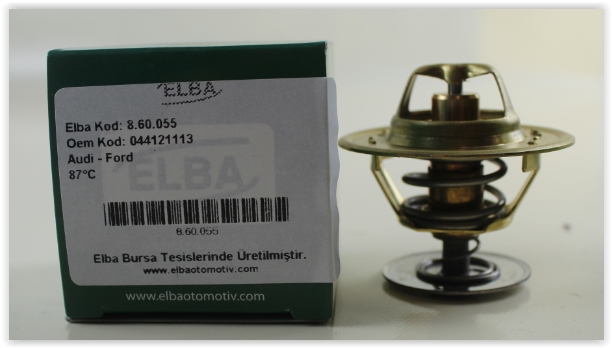 ELBA
Elba Kod: 8.60.055
Oem Kod: 044121113
Audi - Ford
87°C
ELBA
8.60.055
Elba Bursa Tesislerinde Üretilmiştir.
www.elbaotomotiv.com
www.elbaotomotiv.com